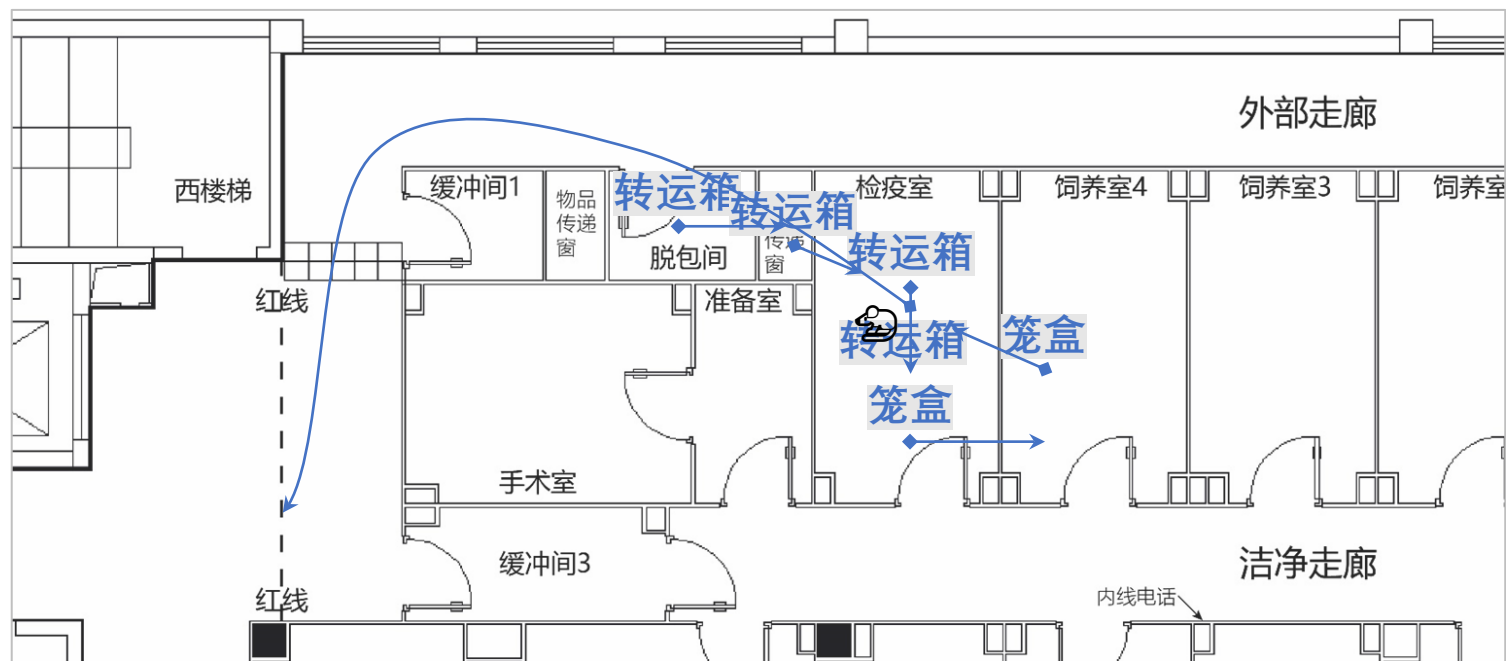 外部走廊
西楼梯
缓冲间1
物品
传递
窗
转运箱
转运箱
传递
窗
脱包间
检疫室
饲养室4
饲养室3
饲养室
转运箱
红线
准备室
转运箱
笼盒
笼盒
手术室
缓冲间3
洁净走廊
红线
内线电话